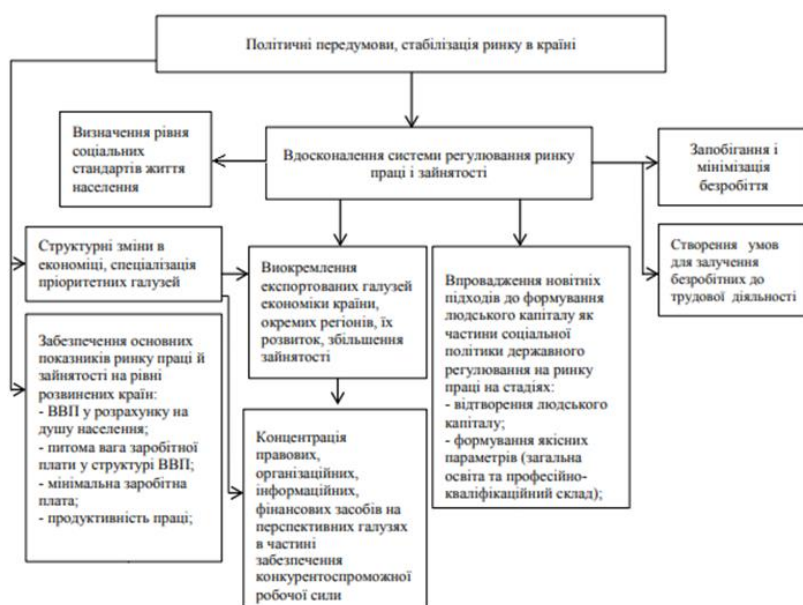 Політичні передумови, стабілізація ринку в країні
Визначення рівня
соціальних
стандартів життя
населення
Вдосконалення системи регулювання ринку
праці і зайнятості
Запобігання і
мінімізація
безробіття
Структурні зміни в
економіці, спеціалізація
пріоритетних галузей
Виокремлення
експортованих галузей
економіки країни,
окремих регіонів, їх
розвиток, збільшення
зайнятості
Впровадження новітніх
підходів до формування
людського капіталу як
частини соціальної
політики державного
регулювання на ринку
праці на стадіях:
- відтворення людського
капіталу;
- формування якісних
параметрів (загальна
освіта та професійно-
кваліфікаційний склад);
Створення умов
для залучення
безробітних до
трудової діяльності
Забезпечення основних
показників ринку праці й
зайнятості на рівні
розвинених країн:
- ВВП у розрахунку на
душу населення;
- питома вага заробітної
плати у структурі ВВП;
- мінімальна заробітна
плата;
- продуктивність праці;
Концентрація
правових,
організаційних,
інформаційних,
фінансових засобів на
перспективних галузях
в частині
забезпечення
конкурентоспроможної
робочої сили